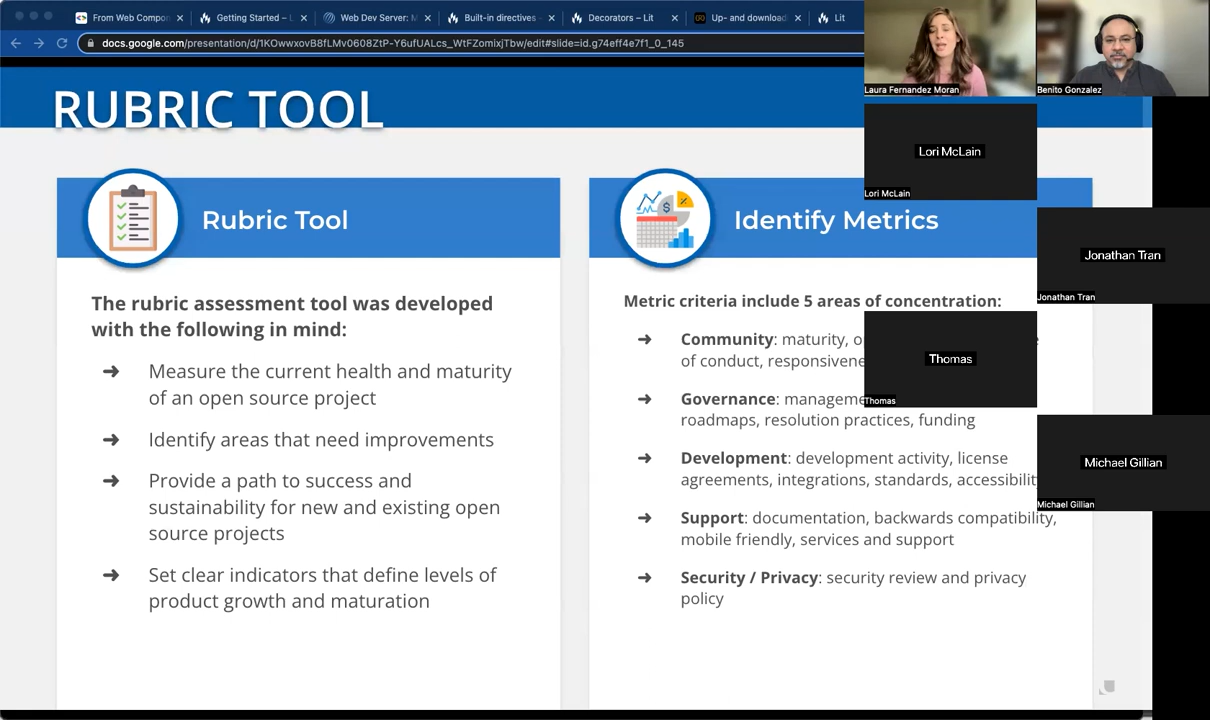 From Web Compon
Getting Started – L
Web Dev Server: M
Built-in directives –
Decorators – Lit
Up- and download
Lit
docs.google.com/presentation/d/1KOwwxovB8fLMv0608ZtP-Y6ufUALcs_WtFZomixjTbw/edit#slide=id.g74eff4e7f1_0_145
Laura Fernandez Moran
Benito Gonzalez
RUBRIC TOOL
Lori McLain
Lori McLain
Jonathan Tran
Jonathan Tran
Thomas
Thomas
Michael Gillian
Michael Gillian
Rubric Tool
The rubric assessment tool was developed
with the following in mind:
➜ Measure the current health and maturity
of an open source project
➜ Identify areas that need improvements
➜ Provide a path to success and
sustainability for new and existing open
source projects
➜ Set clear indicators that define levels of
product growth and maturation
Identify Metrics
Metric criteria include 5 areas of concentration:
➜ Community: maturity, o
of conduct, responsivene
➜ Governance: manageme
roadmaps, resolution practices, funding
➜ Development: development activity, license
agreements, integrations, standards, accessibilit
➜ Support: documentation, backwards compatibility,
mobile friendly, services and support
➜ Security / Privacy: security review and privacy
policy